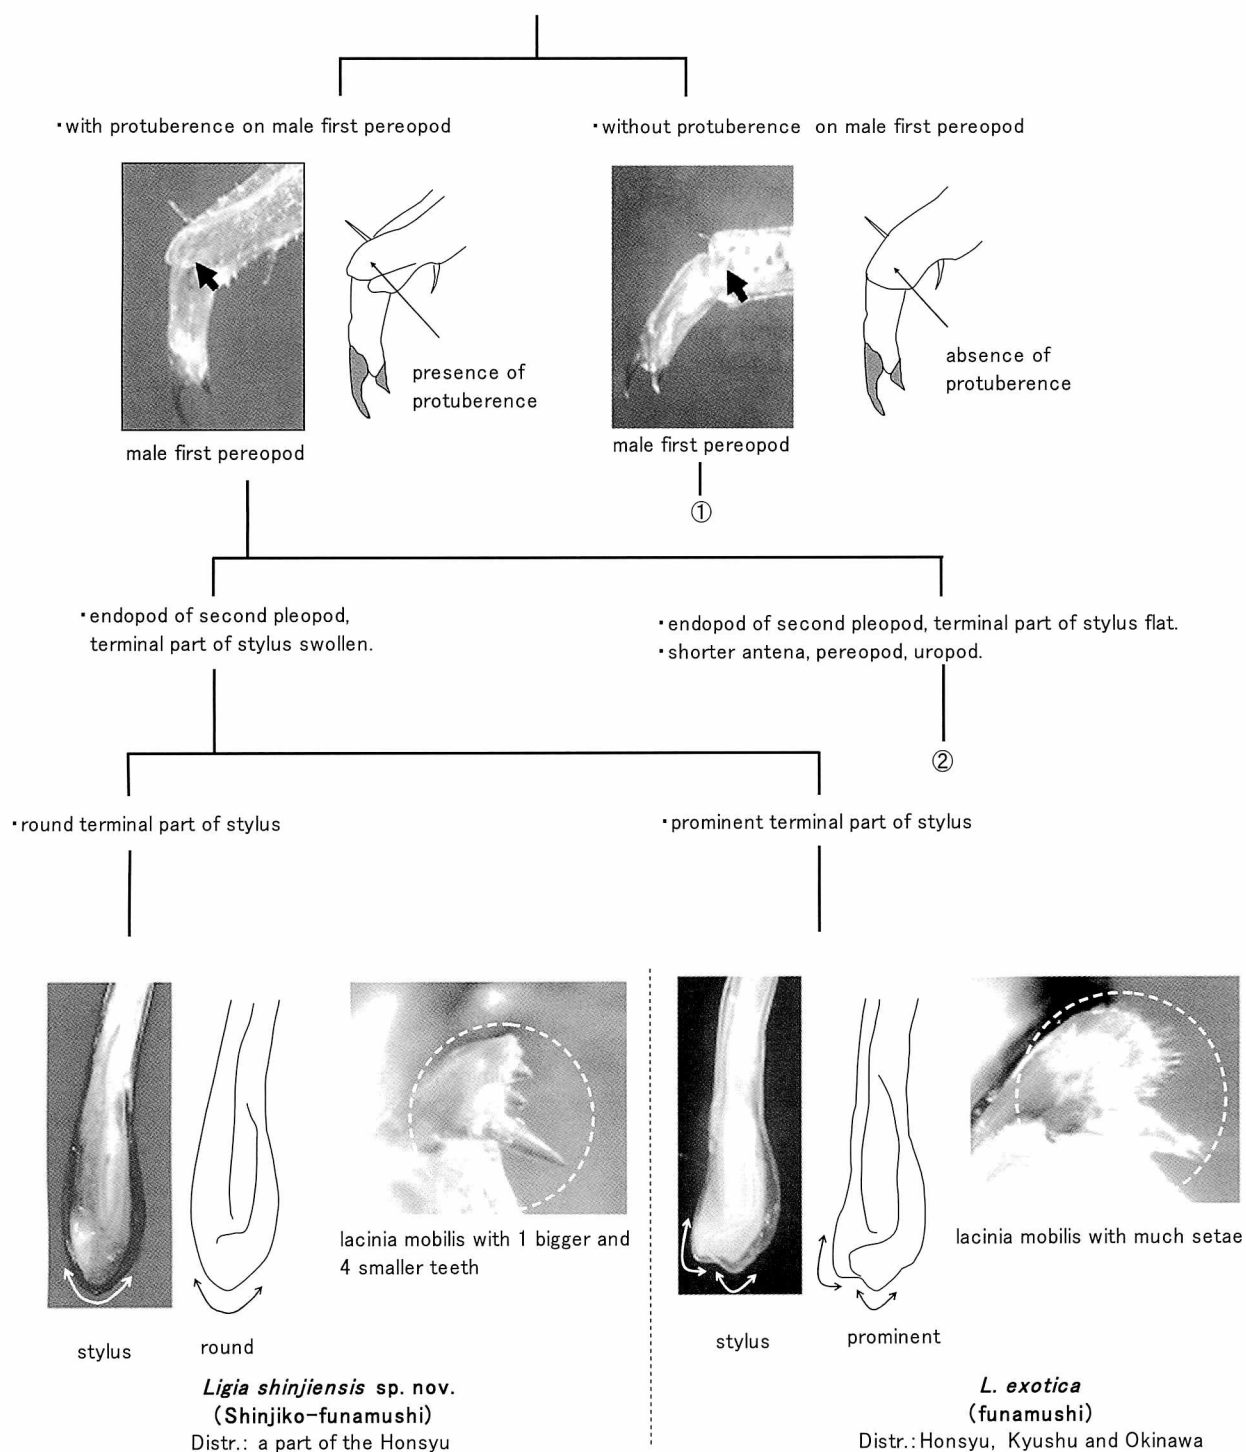 ・with protuberence on male first pereopod
・without protuberence on male first pereopod
presence of
protuberence
absence of
protuberence
male first pereopod
male first pereopod
①
・endopod of second pleopod,
terminal part of stylus swollen.
・endopod of second pleopod, terminal part of stylus flat.
・shorter antena, pereopod, uropod.
②
・round terminal part of stylus
・prominent terminal part of stylus
lacinia mobilis with 1 bigger and
4 smaller teeth
lacinia mobilis with much setae
stylus
round
stylus
prominent
Ligia shinjiensis sp. nov.
(Shinjiko-funamushi)
Distr.: a part of the Honsyu
L. exotica
(funamushi)
Distr.: Honsyu, Kyushu and Okinawa